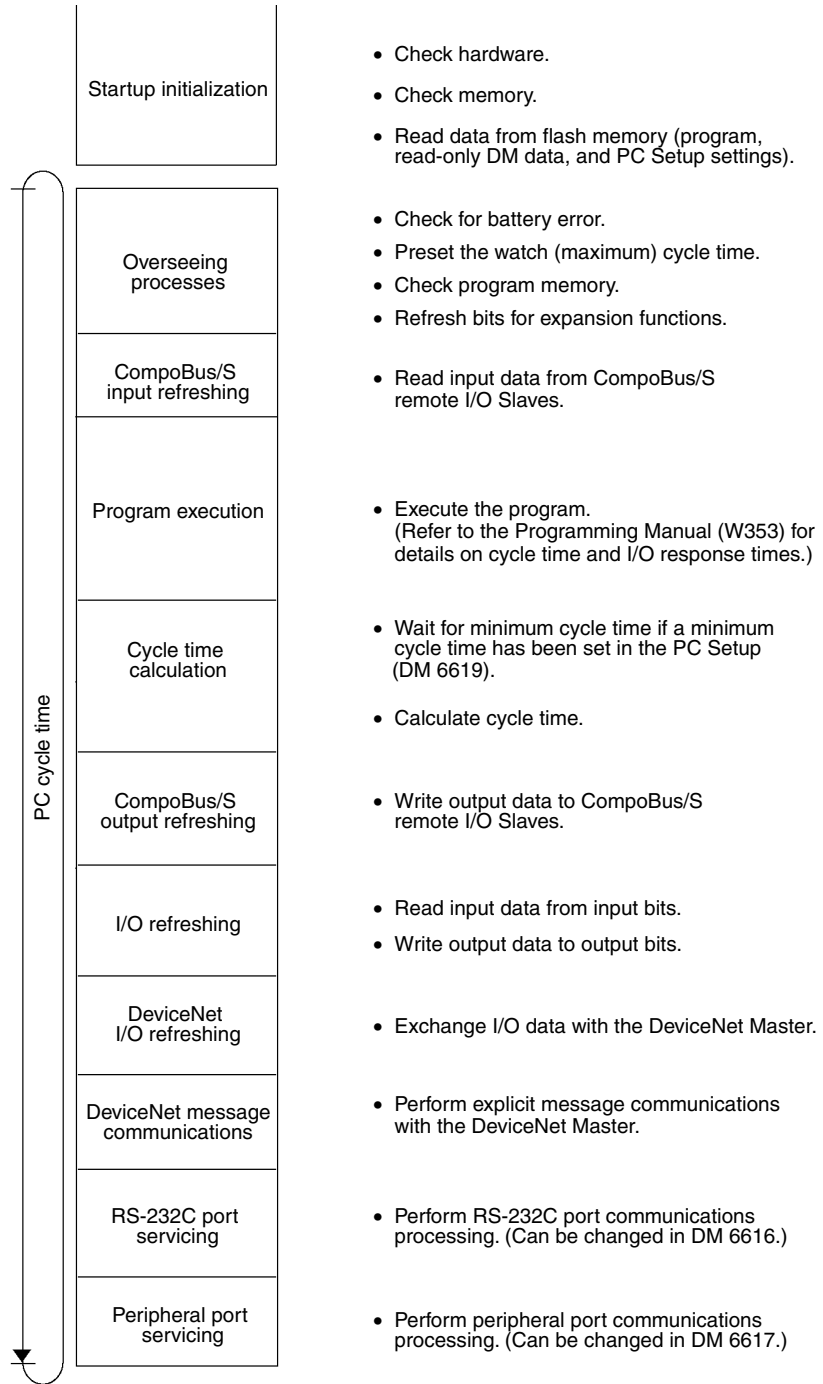 Startup initialization
• Check hardware.
• Check memory.
• Read data from flash memory (program,
read-only DM data, and PC Setup settings).
PC cycle time
Overseeing
processes
• Check for battery error.
• Preset the watch (maximum) cycle time.
• Check program memory.
• Refresh bits for expansion functions.
CompoBus/S
input refreshing
• Read input data from CompoBus/S
remote I/O Slaves.
Program execution
• Execute the program.
(Refer to the Programming Manual (W353) for
details on cycle time and I/O response times.)
Cycle time
calculation
• Wait for minimum cycle time if a minimum
cycle time has been set in the PC Setup
(DM 6619).
• Calculate cycle time.
CompoBus/S
output refreshing
• Write output data to CompoBus/S
remote I/O Slaves.
I/O refreshing
• Read input data from input bits.
• Write output data to output bits.
DeviceNet
I/O refreshing
• Exchange I/O data with the DeviceNet Master.
DeviceNet message
communications
• Perform explicit message communications
with the DeviceNet Master.
RS-232C port
servicing
• Perform RS-232C port communications
processing. (Can be changed in DM 6616.)
Peripheral port
servicing
• Perform peripheral port communications
processing. (Can be changed in DM 6617.)